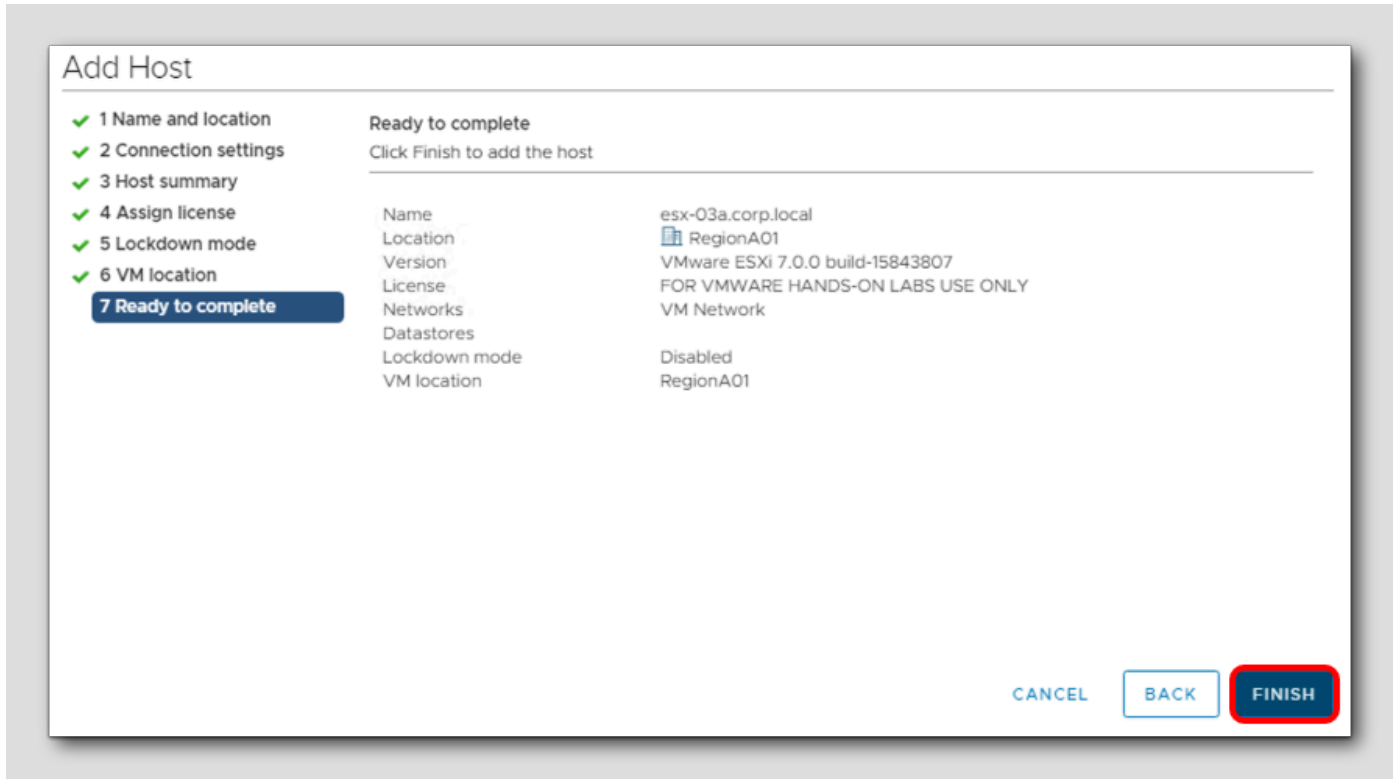 Add Host
1 Name and location
2 Connection settings
3 Host summary
4 Assign license
5 Lockdown mode
6 VM location
7 Ready to complete
Ready to complete
Click Finish to add the host
Name esx-03a.corp.local
Location RegionA01
Version VMware ESXi 7.0.0 build-15843807
License FOR VMWARE HANDS-ON LABS USE ONLY
Networks VM Network
Datastores
Lockdown mode Disabled
VM location RegionA01
CANCEL BACK FINISH